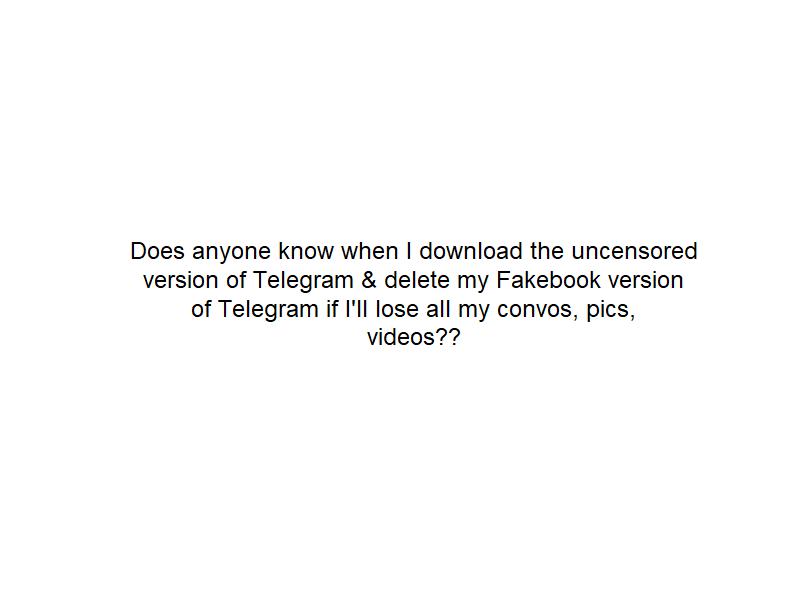 Does anyone know when I download the uncensored
version of Telegram & delete my Fakebook version
of Telegram if I'll lose all my convos, pics,
videos??